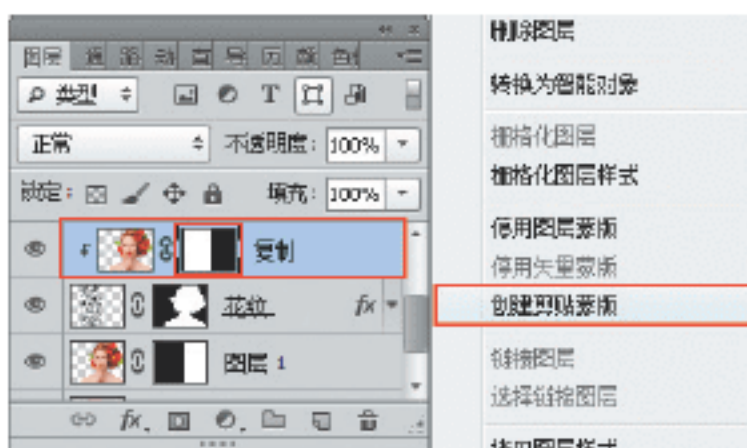 图层
类型 T
正常 不透明度: 100%
锁定: 填充: 100%
复制
花纹 fx
图层 1
fx.
删除图层
转换为智能对象
栅格化图层
栅格化图层样式
停用图层蒙版
停用矢量蒙版
创建剪贴蒙版
链接图层
选择链接图层
拷贝图层样式